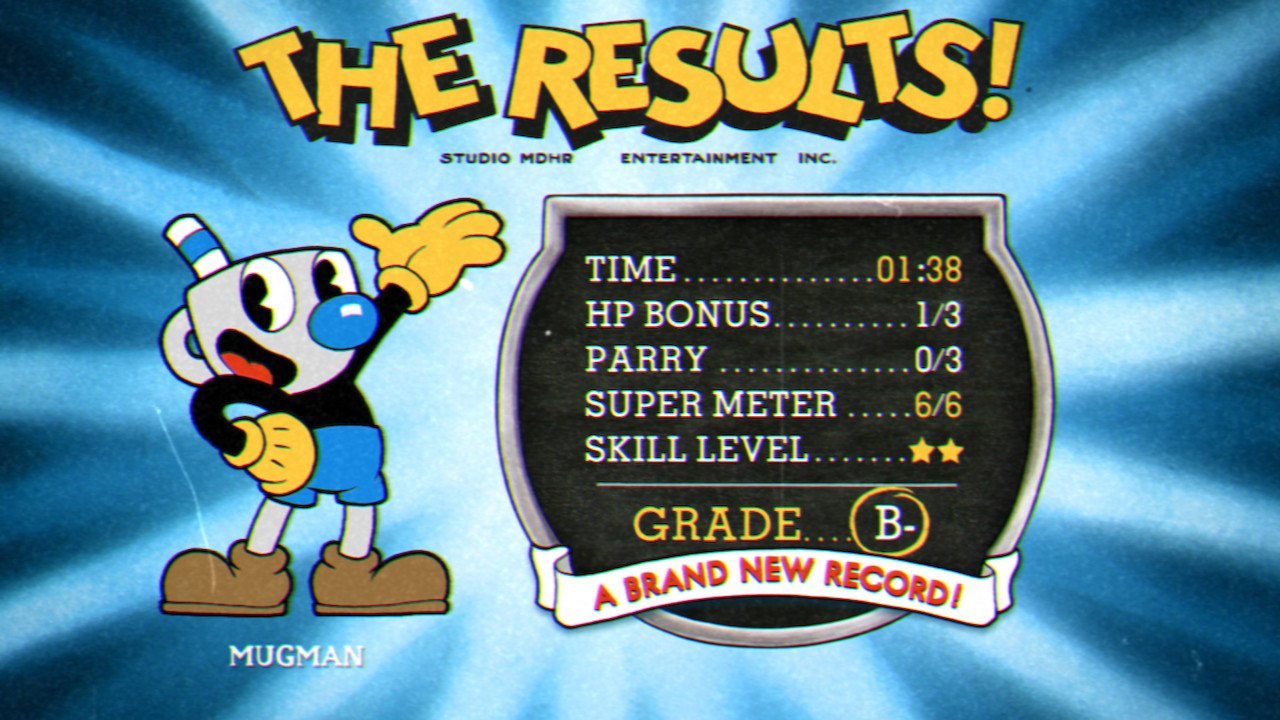 THE RESULTS!
STUDIO MDHR ENTERTAINMENT INC.
TIME...............01:38
HP BONUS..........1/3
PARRY..............0/3
SUPER METER.....6/6
SKILL LEVEL.......★★
GRADE....B-
A BRAND NEW RECORD!
MUGMAN